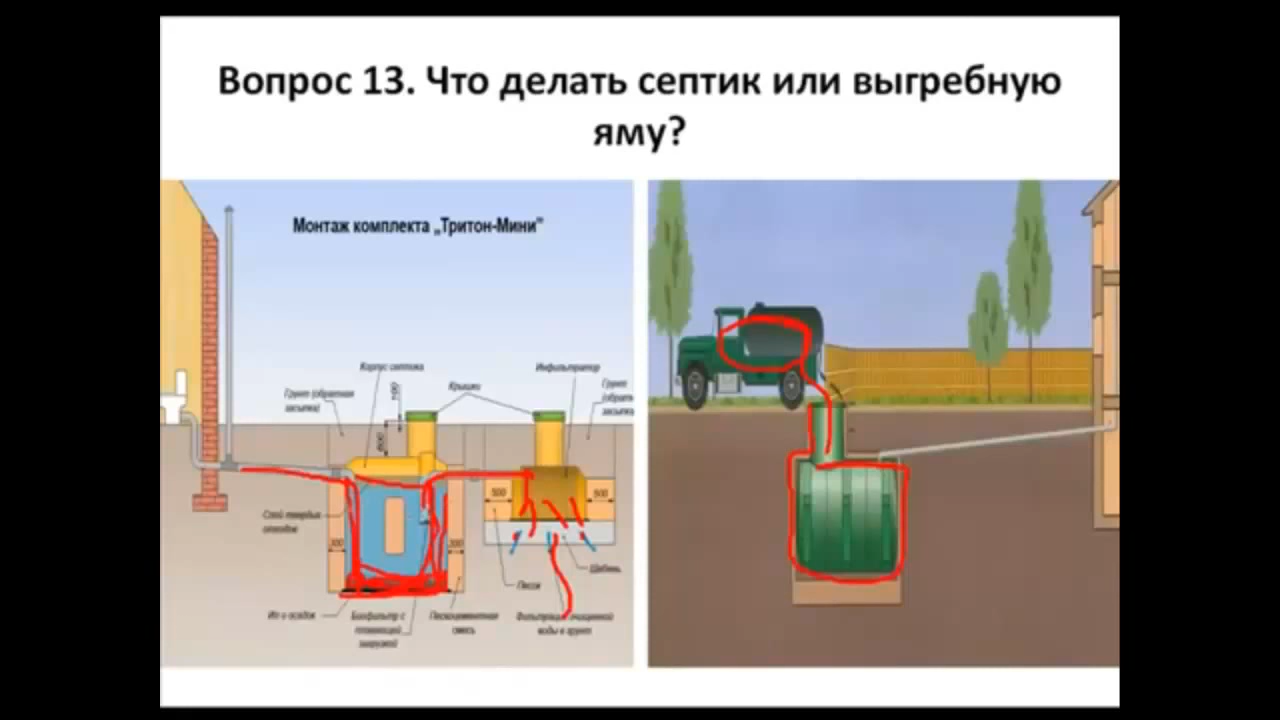 Вопрос 13. Что делать септик или выгребную
яму?
Монтаж комплекта „Тритон-Мини"
Корпус септика
Крышки
Инфильтратор
Грунт (обратная
засыпка)
Грунт
(обратн
засыпка
600
500
500
Слой твердых
отходов
300
300
Щебень
Песок
Ил и осадок
Биофильтр с
плавающей
загрузкой
Пескоцементная
смесь
Фильтрация очищенной
воды в грунт